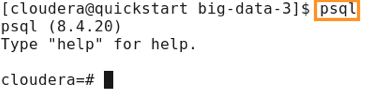 [cloudera@quickstart big-data-3]$ psql
psql (8.4.20)
Type "help" for help.
cloudera=#